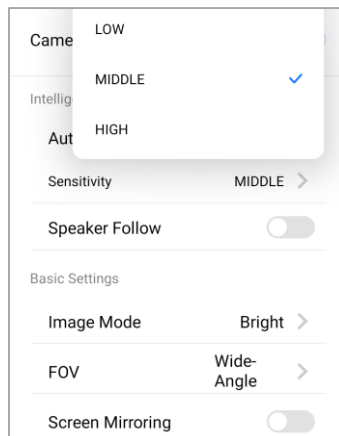 LOW
Came
MIDDLE
Intellig
HIGH
Aut
Sensitivity MIDDLE
Speaker Follow
Basic Settings
Image Mode Bright
FOV Wide-
Angle
Screen Mirroring